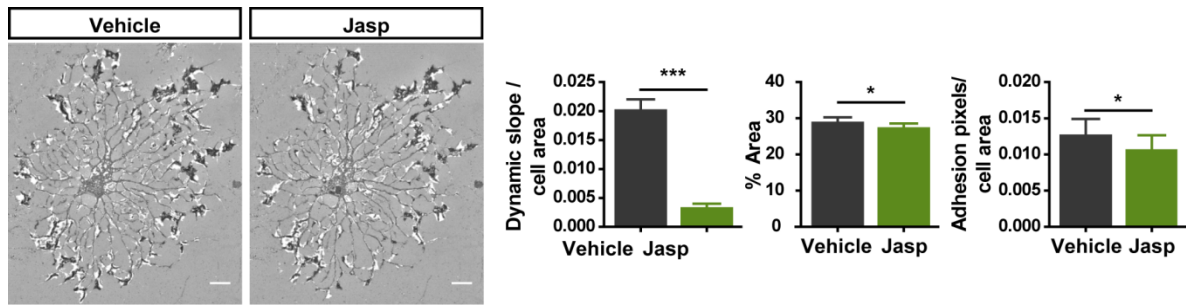 Vehicle
Jasp
Dynamic slope /
cell area
0.025
0.020
0.015
0.010
0.005
0.000
***
Vehicle Jasp
% Area
40
30
20
10
0
*
Vehicle Jasp
Adhesion pixels/
cell area
0.020
0.015
0.010
0.005
0.000
*
Vehicle Jasp